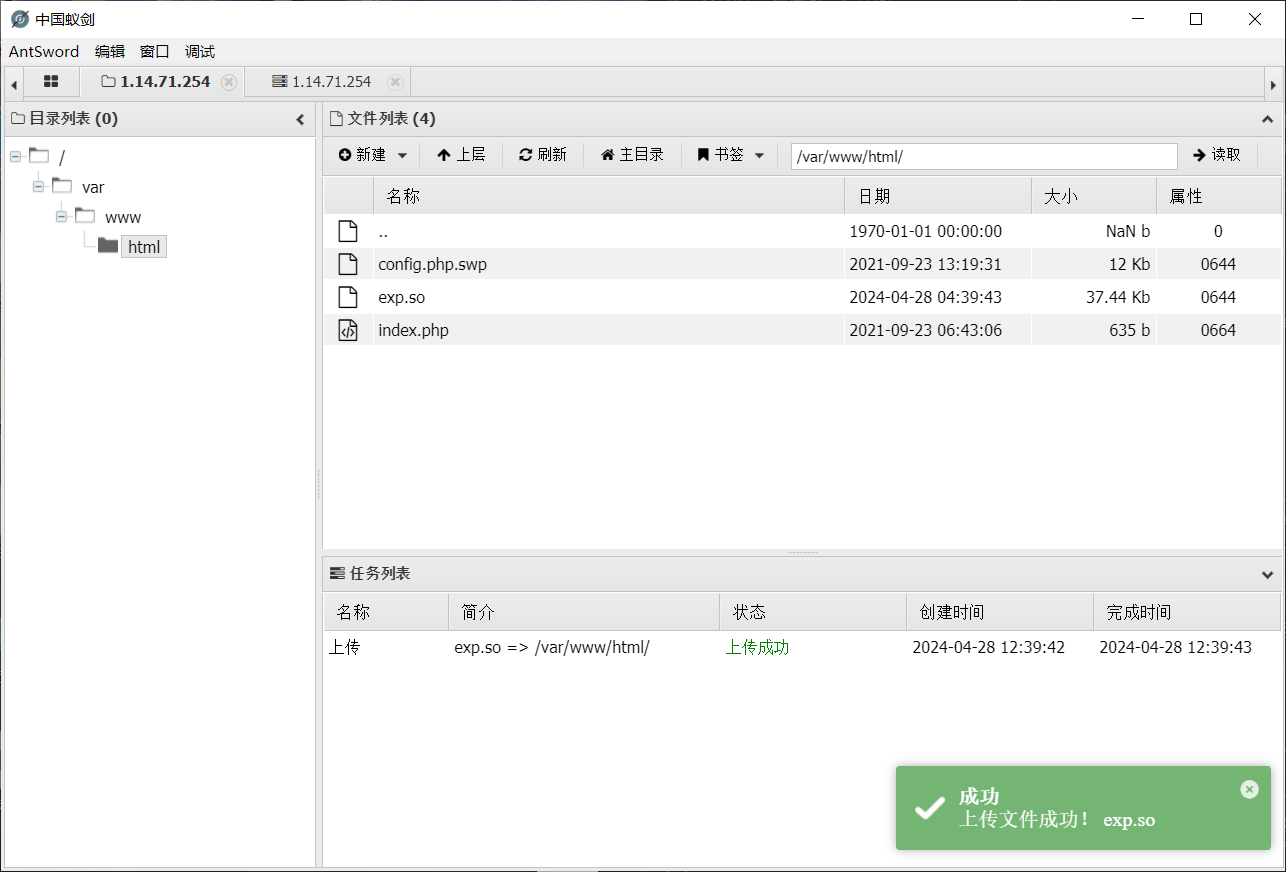 中国蚁剑
AntSword 编辑 窗口 调试
1.14.71.254 1.14.71.254
目录列表 (0)
/
var
www
html
文件列表 (4)
新建 上层 刷新 主目录 书签 /var/www/html/ 读取
名称 日期 大小 属性
.. 1970-01-01 00:00:00 NaN b 0
config.php.swp 2021-09-23 13:19:31 12 Kb 0644
exp.so 2024-04-28 04:39:43 37.44 Kb 0644
index.php 2021-09-23 06:43:06 635 b 0664
任务列表
名称 简介 状态 创建时间 完成时间
上传 exp.so => /var/www/html/ 上传成功 2024-04-28 12:39:42 2024-04-28 12:39:43
成功
上传文件成功！ exp.so